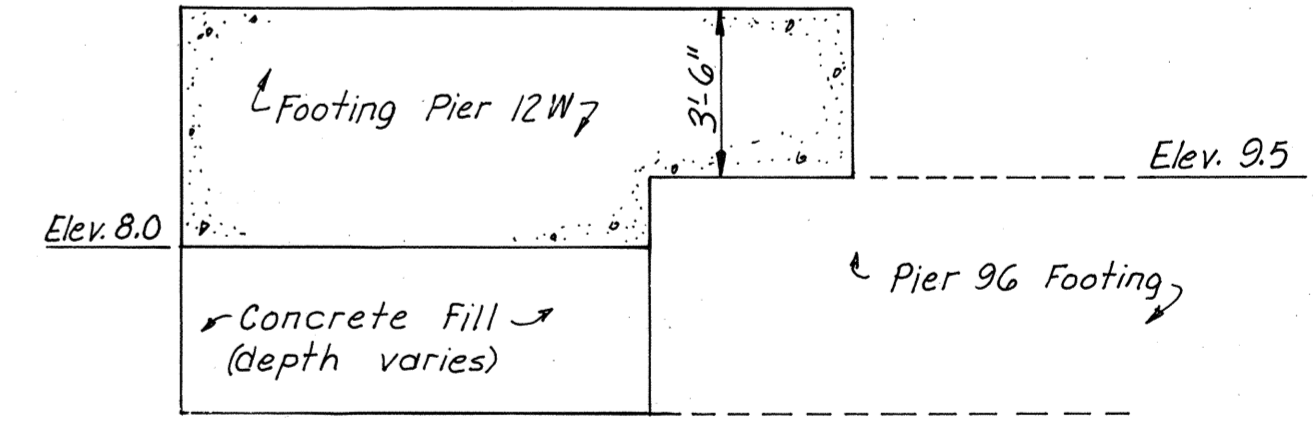 Footing Pier 12W
3'-6"
Elev. 9.5
Elev. 8.0
Pier 96 Footing
Concrete Fill
(depth varies)